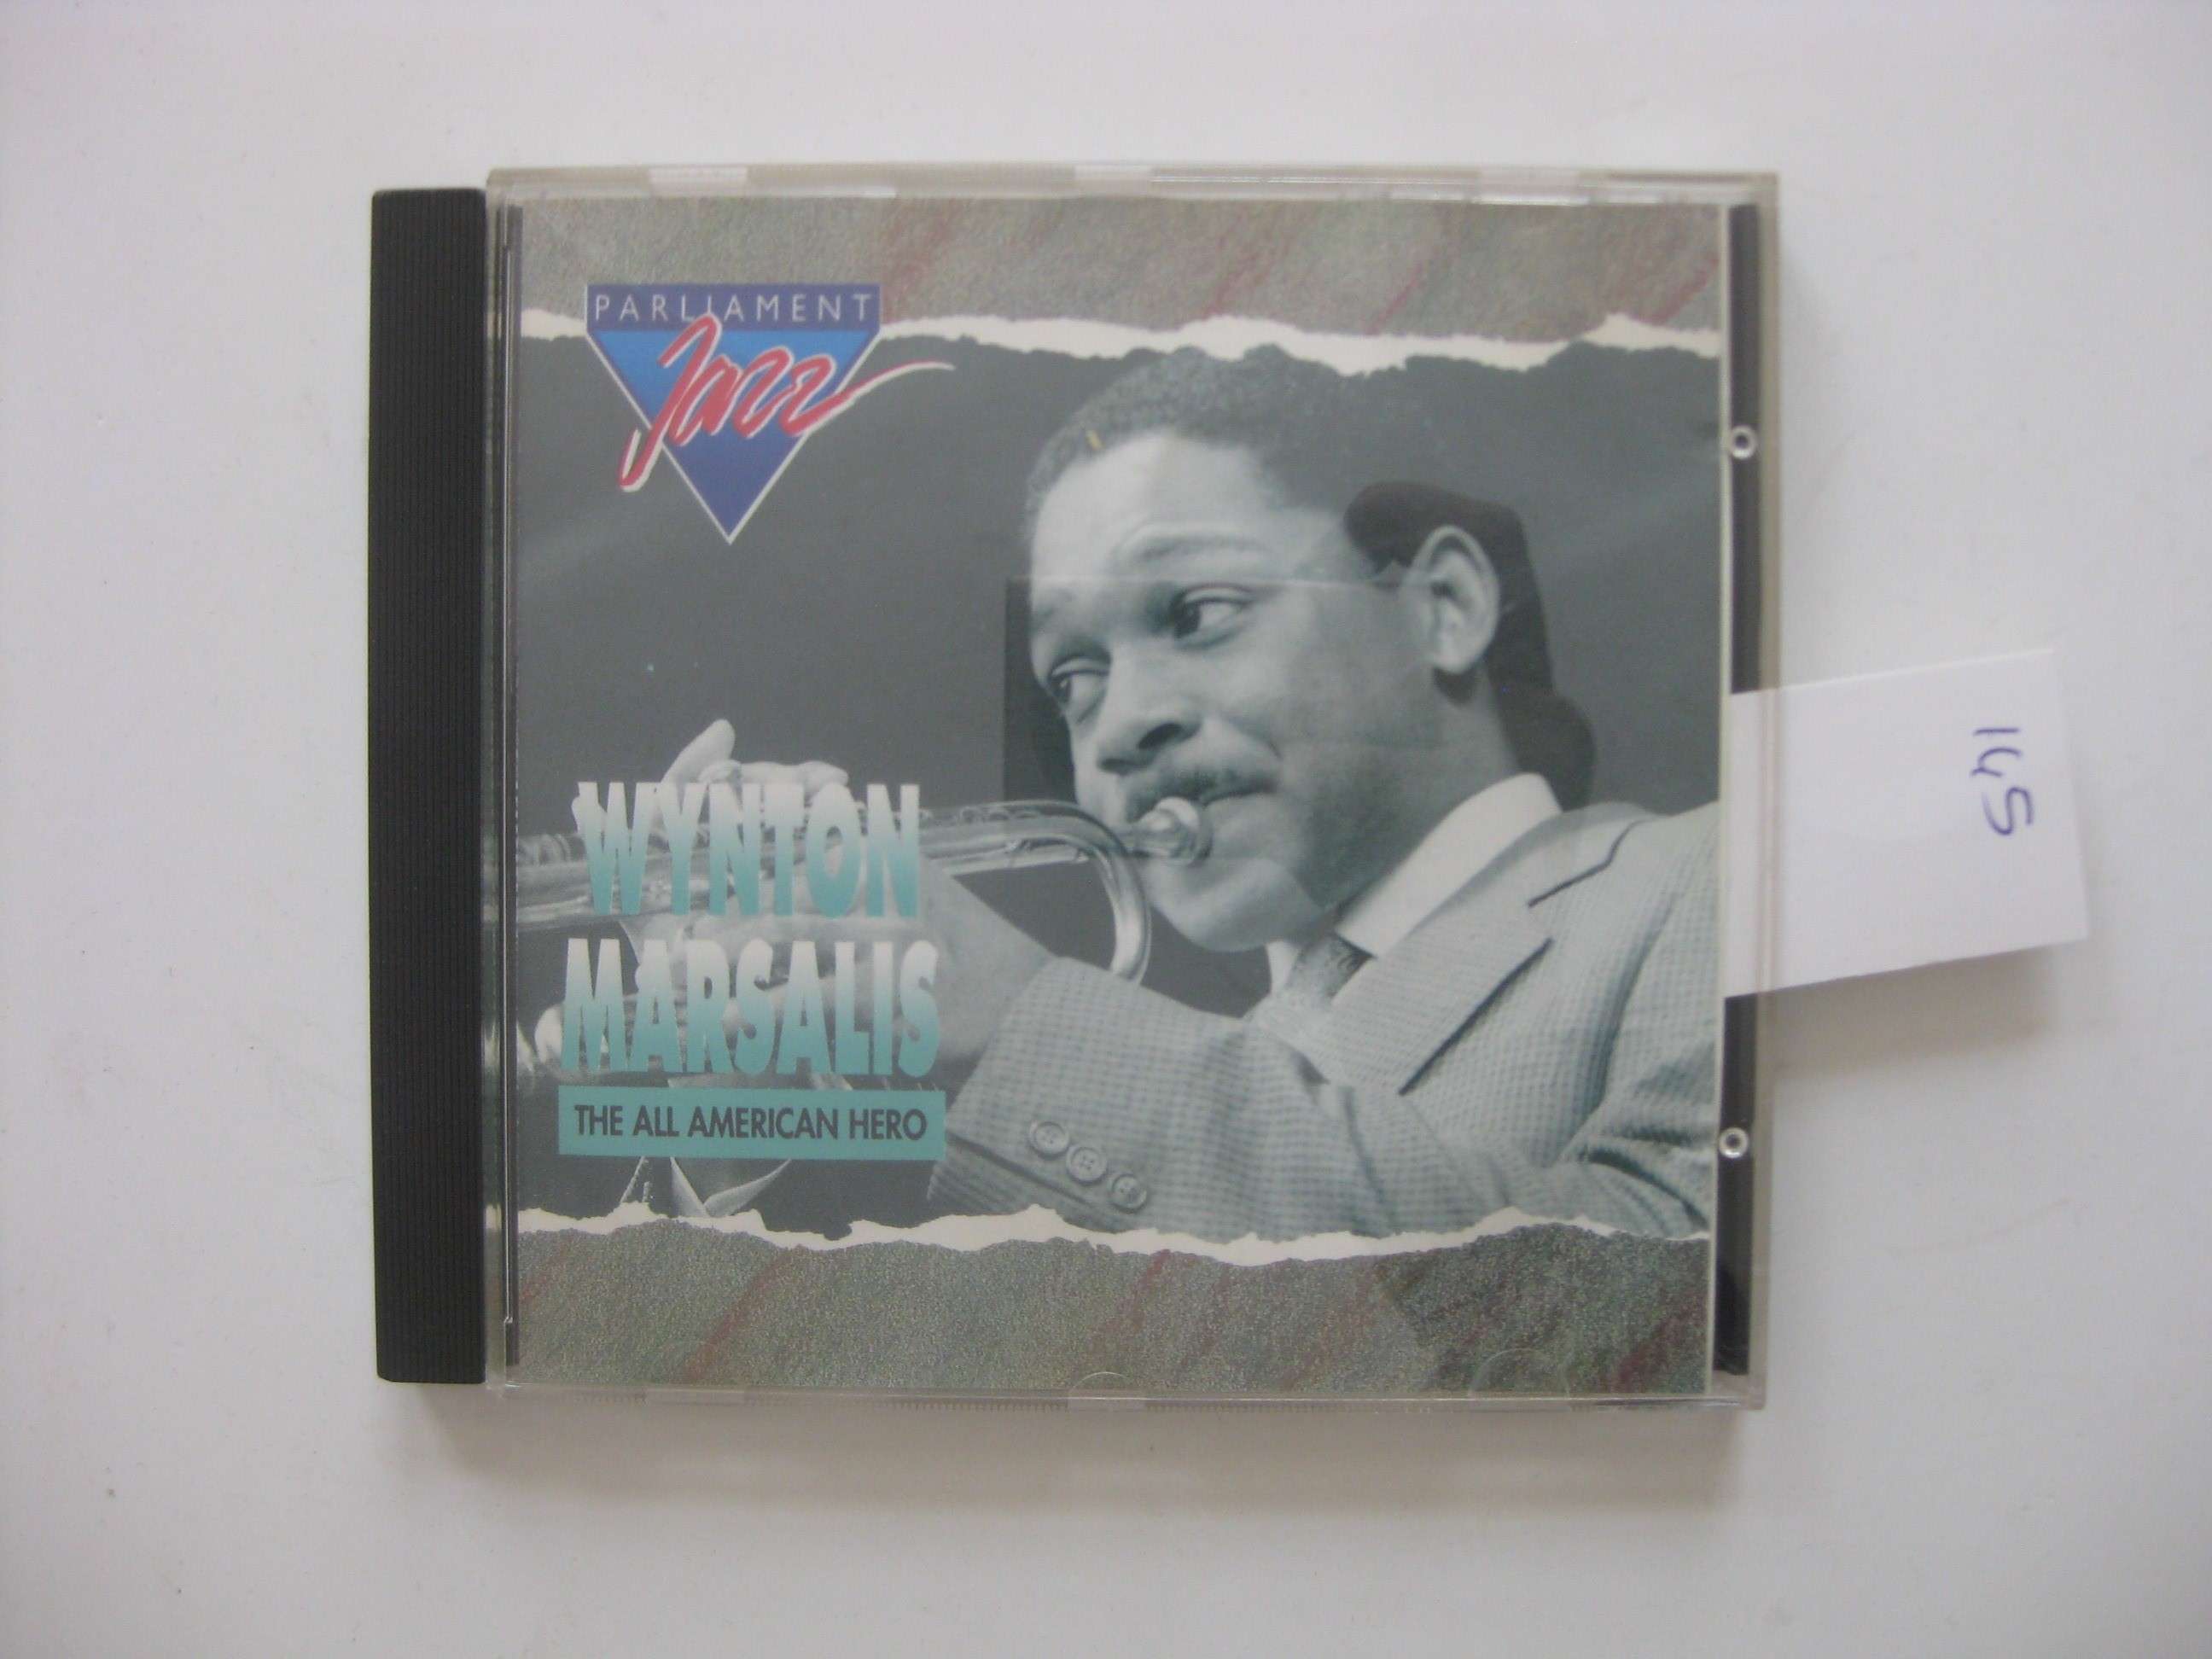 PARLIAMENT
Jazz
WYNTON
MARSALIS
THE ALL AMERICAN HERO
145